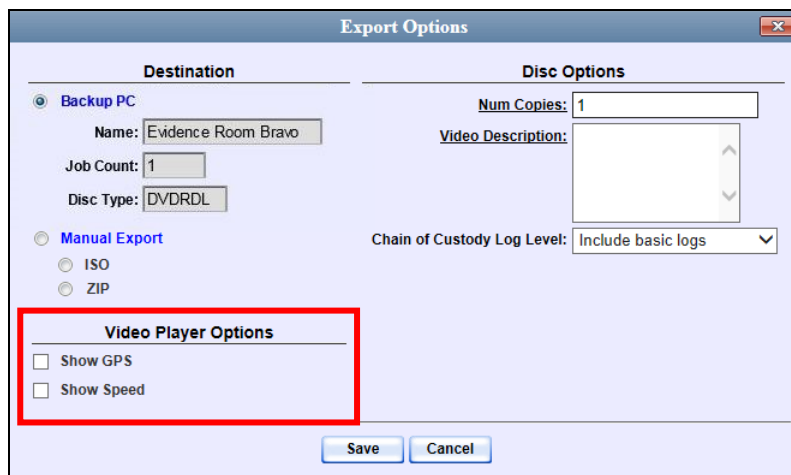 Export Options
Destination
Backup PC
Name: Evidence Room Bravo
Job Count: 1
Disc Type: DVDRDL
Manual Export
ISO
ZIP
Video Player Options
Show GPS
Show Speed
Disc Options
Num Copies: 1
Video Description:
Chain of Custody Log Level: Include basic logs
Save Cancel